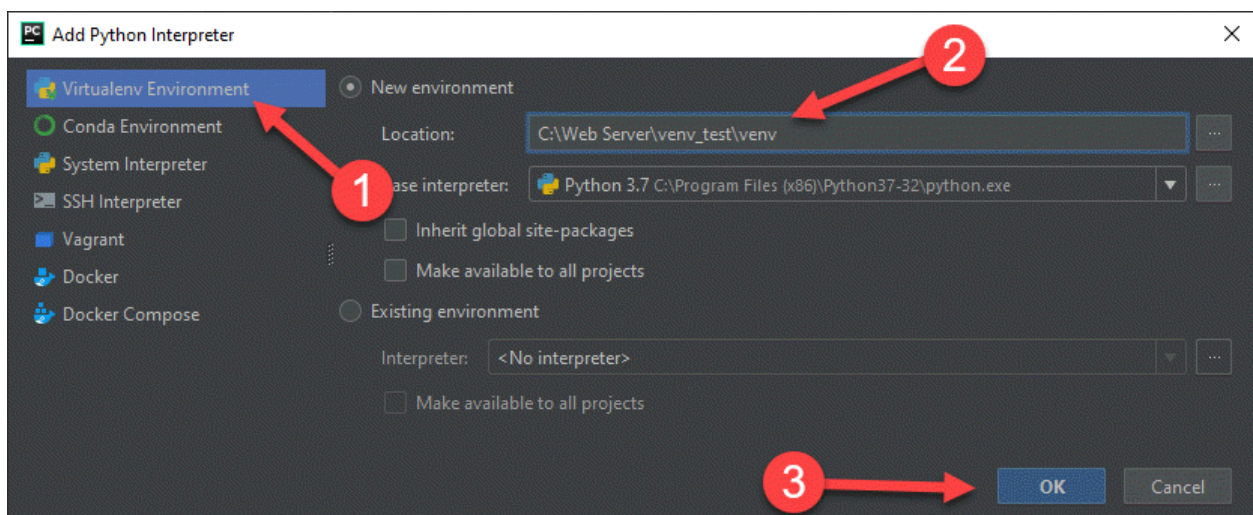 PC Add Python Interpreter
Virtualenv Environment
Conda Environment
System Interpreter
SSH Interpreter
Vagrant
Docker
Docker Compose
New environment
Location: C:\Web Server\venv_test\venv ...
ase interpreter: Python 3.7 C:\Program Files (x86)\Python37-32\python.exe ...
Inherit global site-packages
Make available to all projects
Existing environment
Interpreter: <No interpreter> ...
Make available to all projects
1
2
3
OK Cancel